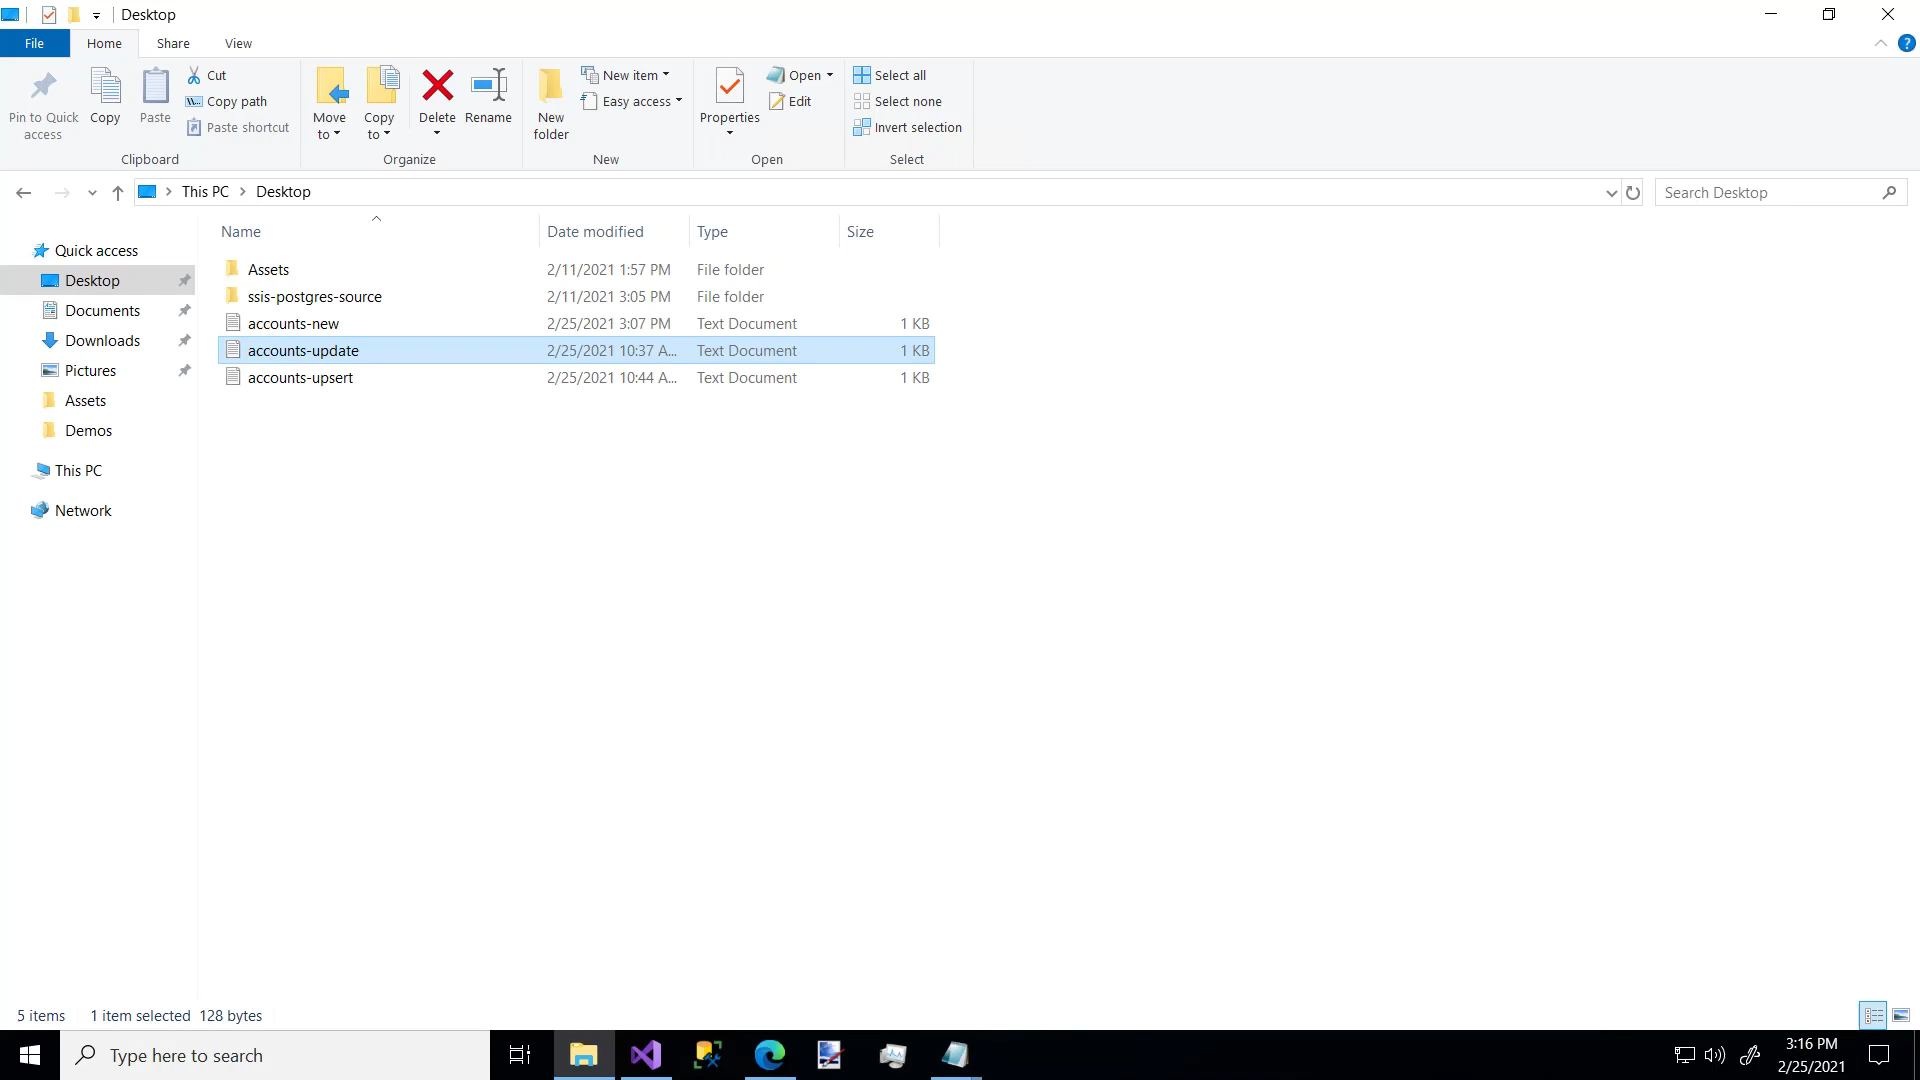 Desktop
File Home Share View
Pin to Quick access
Copy
Paste
Cut
Copy path
Paste shortcut
Clipboard
Move to
Copy to
Delete
Rename
Organize
New folder
New item
Easy access
New
Properties
Open
Edit
Open
Select all
Select none
Invert selection
Select
This PC Desktop
Search Desktop
Name Date modified Type Size
Quick access
Desktop
Documents
Downloads
Pictures
Assets
Demos
This PC
Network
Assets 2/11/2021 1:57 PM File folder
ssis-postgres-source 2/11/2021 3:05 PM File folder
accounts-new 2/25/2021 3:07 PM Text Document 1 KB
accounts-update 2/25/2021 10:37 A... Text Document 1 KB
accounts-upsert 2/25/2021 10:44 A... Text Document 1 KB
5 items 1 item selected 128 bytes
Type here to search
3:16 PM
2/25/2021